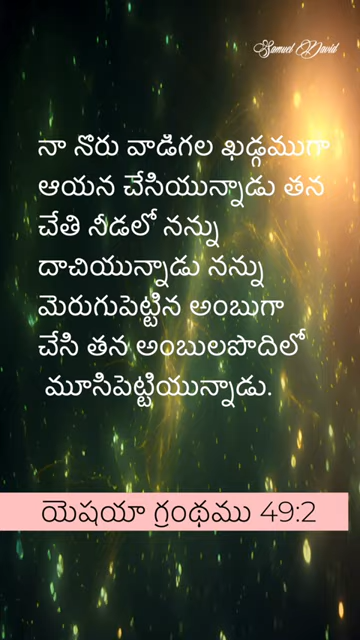 Samuel David
నా నొరు వాడిగల ఖడ్గముగా
ఆయన చేసియున్నాడు తన
చేతి నీడలో నన్ను
దాచియున్నాడు నన్ను
మెరుగుపెట్టిన అంబుగా
చేసి తన అంబులపొదిలో
మూసిపెట్టియున్నాడు.
యెషయా గ్రంథము 49:2